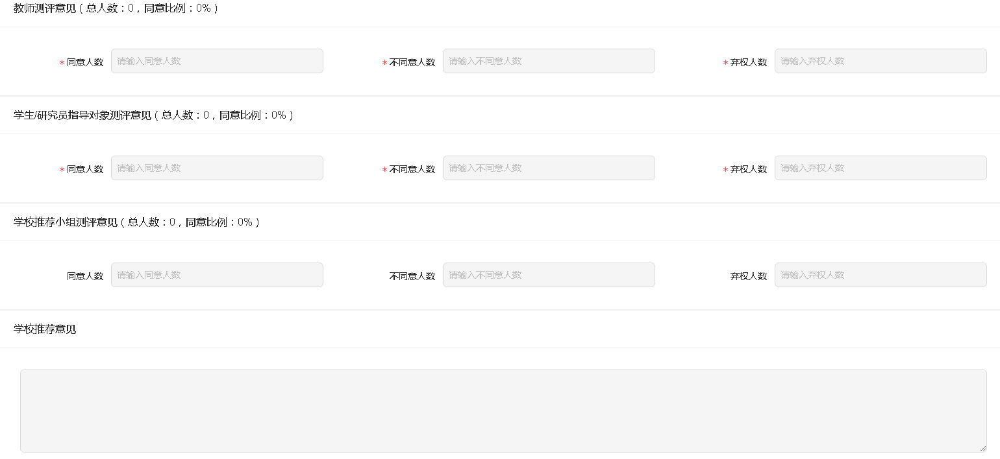 教师测评意见 ( 总人数：0 , 同意比例：0% )
* 同意人数 请输入同意人数 * 不同意人数 请输入不同意人数 * 弃权人数 请输入弃权人数
学生/研究员指导对象测评意见 ( 总人数：0 , 同意比例：0% )
* 同意人数 请输入同意人数 * 不同意人数 请输入不同意人数 * 弃权人数 请输入弃权人数
学校推荐小组测评意见 ( 总人数：0 , 同意比例：0% )
同意人数 请输入同意人数 不同意人数 请输入不同意人数 弃权人数 请输入弃权人数
学校推荐意见